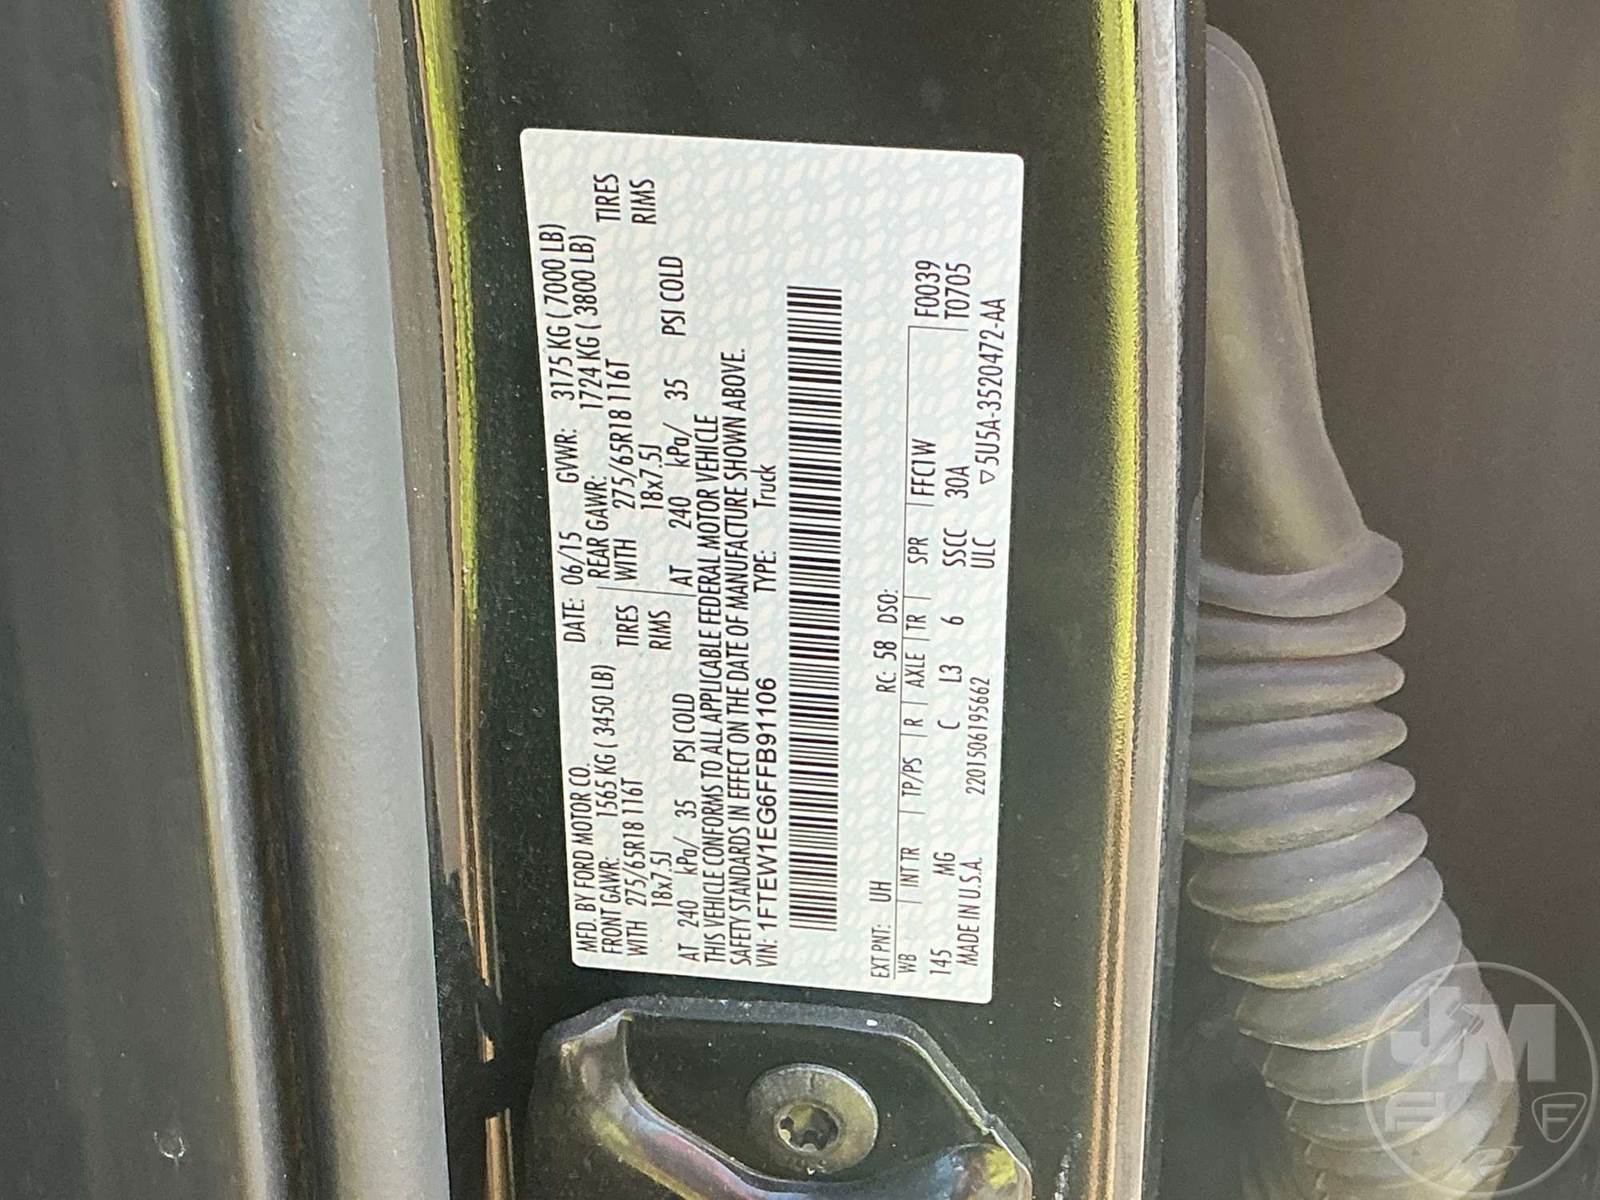 MFD. BY FORD MOTOR CO. DATE: 06/15 GVWR: 3175 KG ( 7000 LB)
FRONT GAWR: 1565 KG ( 3450 LB) REAR GAWR: 1724 KG ( 3800 LB)
WITH 275/65R18 116T TIRES WITH 275/65R18 116T TIRES
18x7.5J RIMS 18x7.5J RIMS
AT 240 kPa/ 35 PSI COLD AT 240 kPa/ 35 PSI COLD
THIS VEHICLE CONFORMS TO ALL APPLICABLE FEDERAL MOTOR VEHICLE
SAFETY STANDARDS IN EFFECT ON THE DATE OF MANUFACTURE SHOWN ABOVE.
VIN: 1FTEW1EG6FFB91106 TYPE: Truck
EXT PNT: UH RC: 58 DSO: F0039
WB INT TR TP/PS R AXLE TR SPR FFC1W T0705
145 MG C L3 6 SSCC 30A
MADE IN U.S.A. 2201506195662 ULC ▽5U5A-3520472-AA
JM
F F